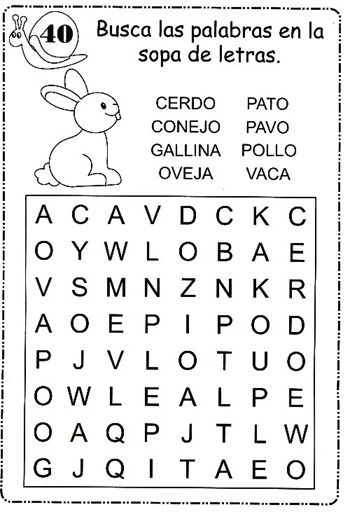 40
Busca las palabras en la
sopa de letras.
CERDO PATO
CONEJO PAVO
GALLINA POLLO
OVEJA VACA
A C A V D C K C
O Y W L O B A E
V S M N Z N K R
A O E P I P O D
P J V L O T U O
O W L E A L P E
O A Q P J T L W
G J Q I T A E O